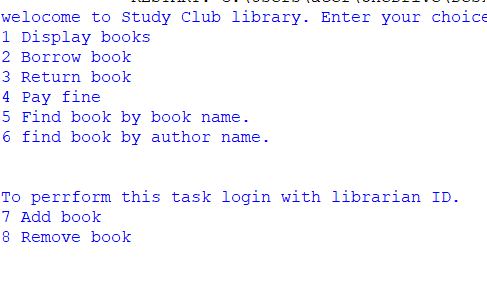 welocome to Study Club library. Enter your choice
1 Display books
2 Borrow book
3 Return book
4 Pay fine
5 Find book by book name.
6 find book by author name.
To perrform this task login with librarian ID.
7 Add book
8 Remove book